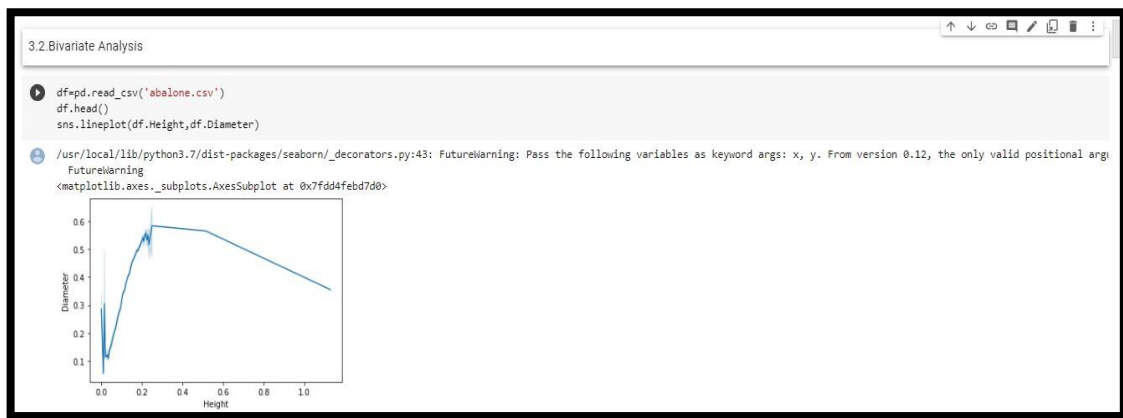 3.2.Bivariate Analysis
df=pd.read_csv('abalone.csv')
df.head()
sns.lineplot(df.Height,df.Diameter)
/usr/local/lib/python3.7/dist-packages/seaborn/_decorators.py:43: FutureWarning: Pass the following variables as keyword args: x, y. From version 0.12, the only valid positional argu
FutureWarning
<matplotlib.axes._subplots.AxesSubplot at 0x7fdd4febd7d0>
0.6
0.5
0.4
0.3
0.2
0.1
Diameter
0.0 0.2 0.4 0.6 0.8 1.0
Height